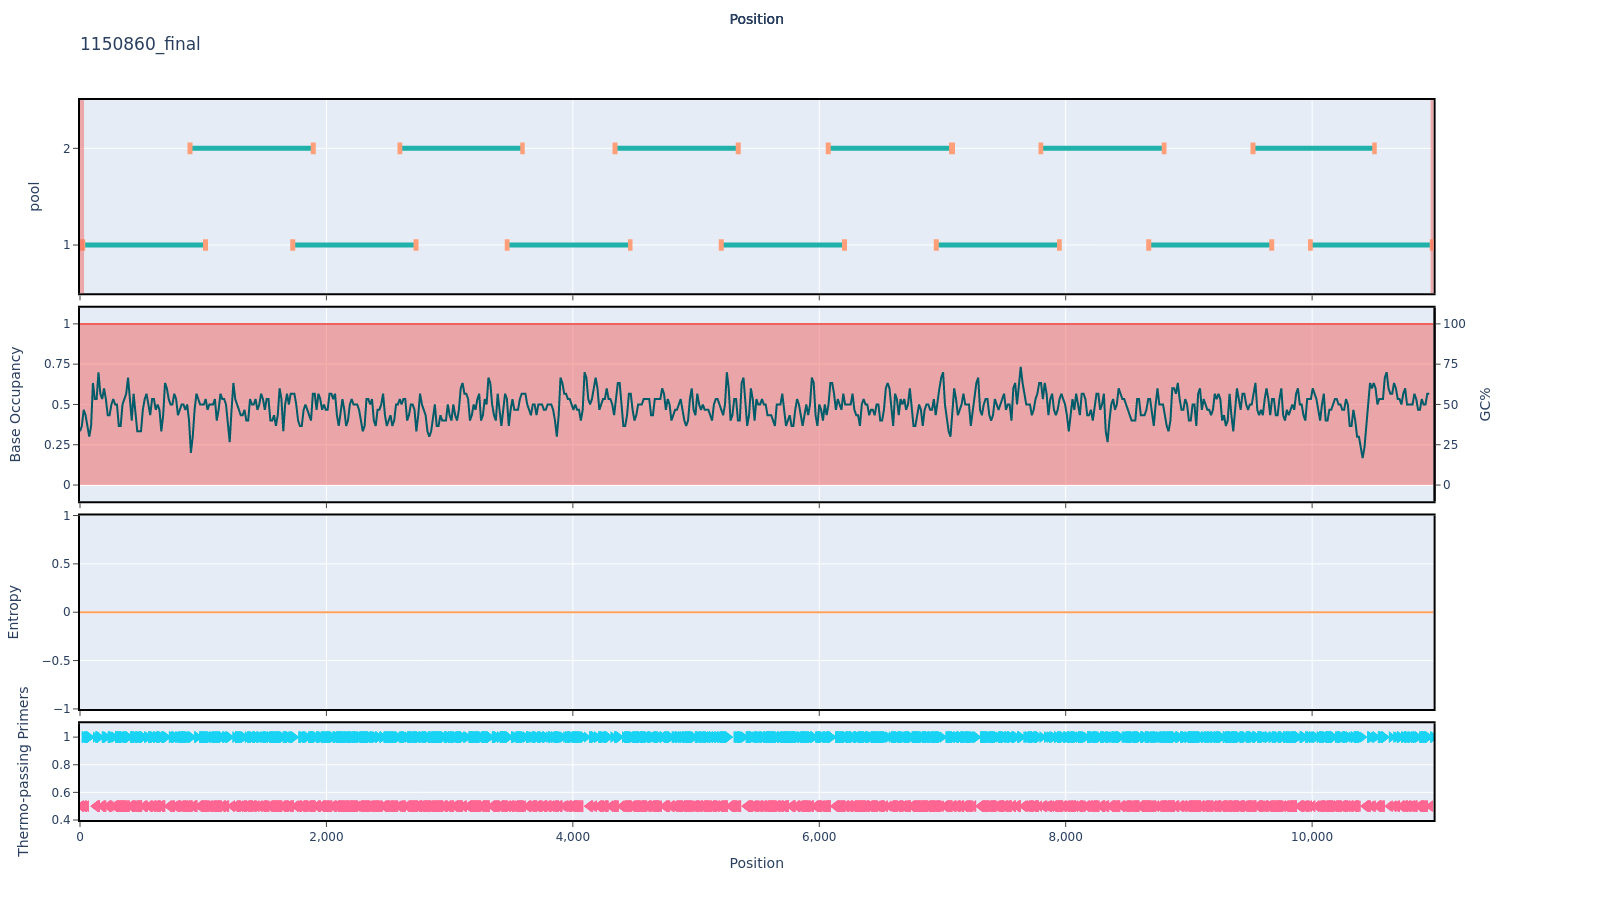 Position
1150860_final
pool
2
1
Base Occupancy
1
0.75
0.5
0.25
0
100
75
50
25
0
GC%
Entropy
1
0.5
0
−0.5
−1
Thermo-passing Primers
1
0.8
0.6
0.4
0 2,000 4,000 6,000 8,000 10,000
Position